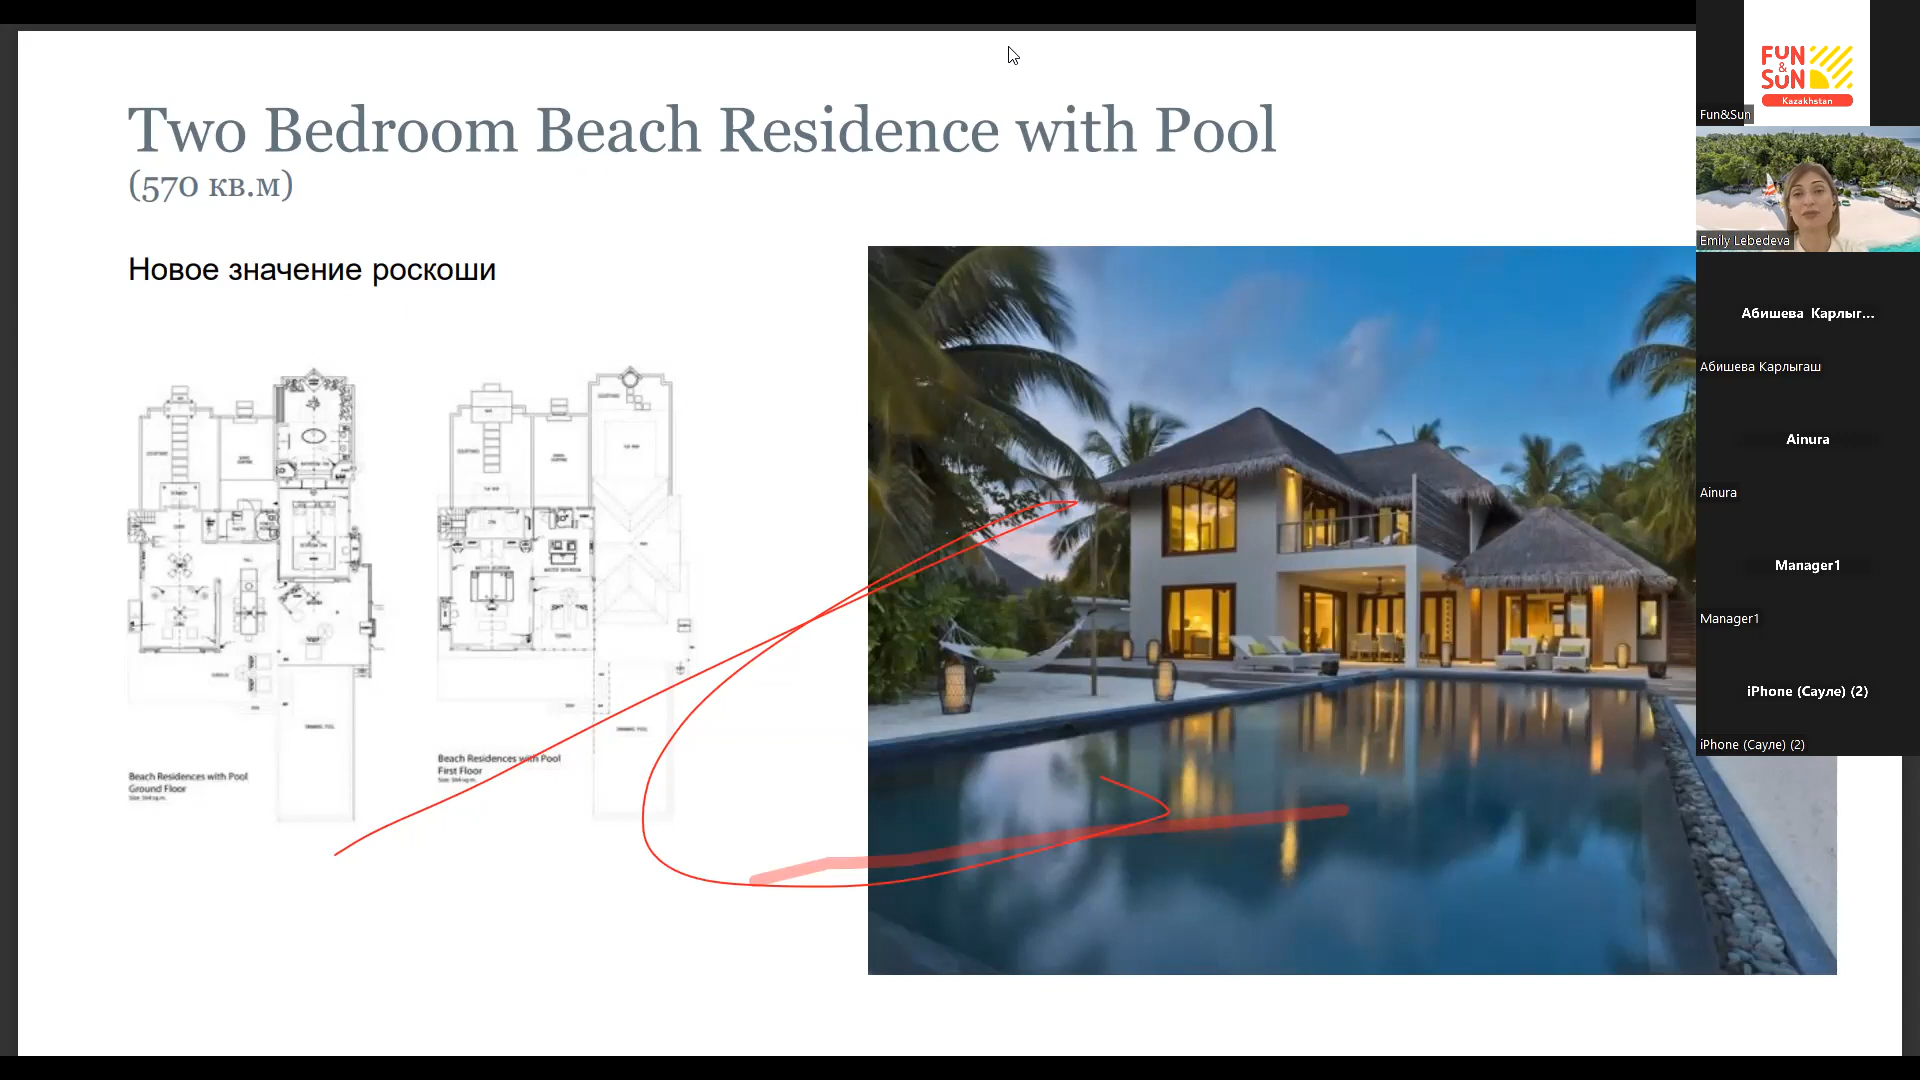 Two Bedroom Beach Residence with Pool
(570 кв.м)
Новое значение роскоши
Beach Residences with Pool
Ground Floor
Beach Residences with Pool
First Floor
FUN
&
SUN
Kazakhstan
Fun&Sun
Emily Lebedeva
Абишева Карлыг...
Абишева Карлыгаш
Ainura
Ainura
Manager1
Manager1
iPhone (Сауле) (2)
iPhone (Сауле) (2)